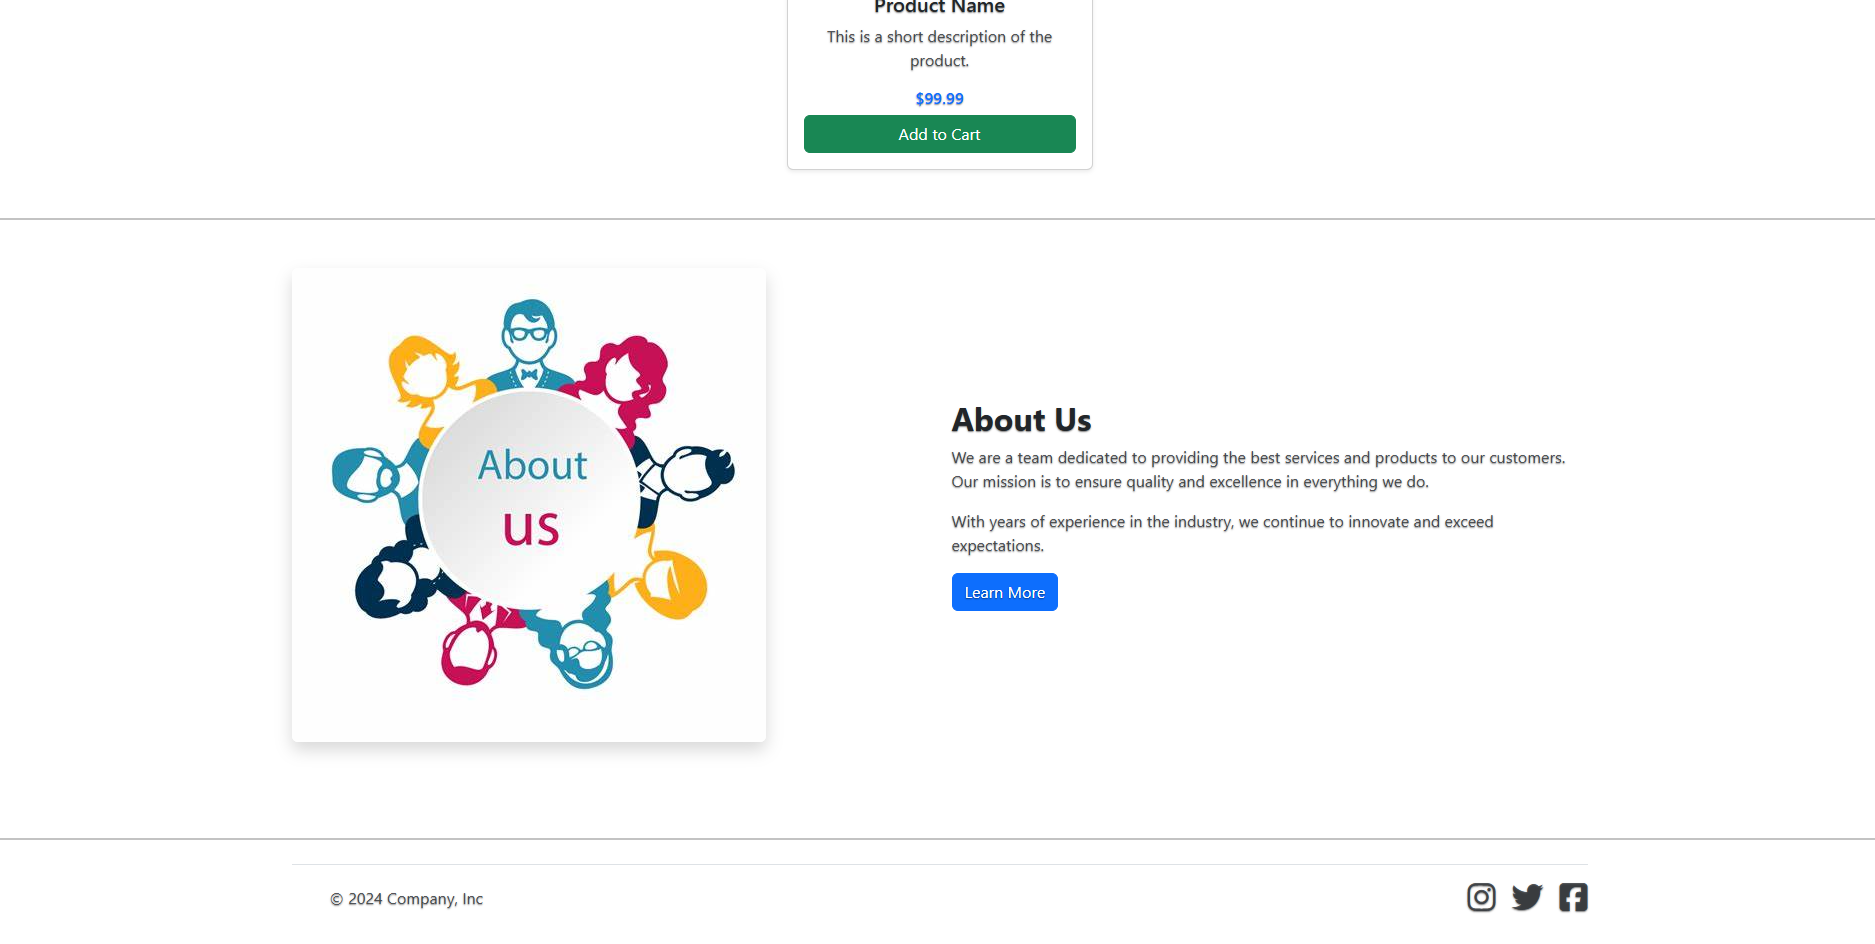 Product Name
This is a short description of the
product.
$99.99
Add to Cart
About
us
About Us
We are a team dedicated to providing the best services and products to our customers.
Our mission is to ensure quality and excellence in everything we do.
With years of experience in the industry, we continue to innovate and exceed
expectations.
Learn More
© 2024 Company, Inc